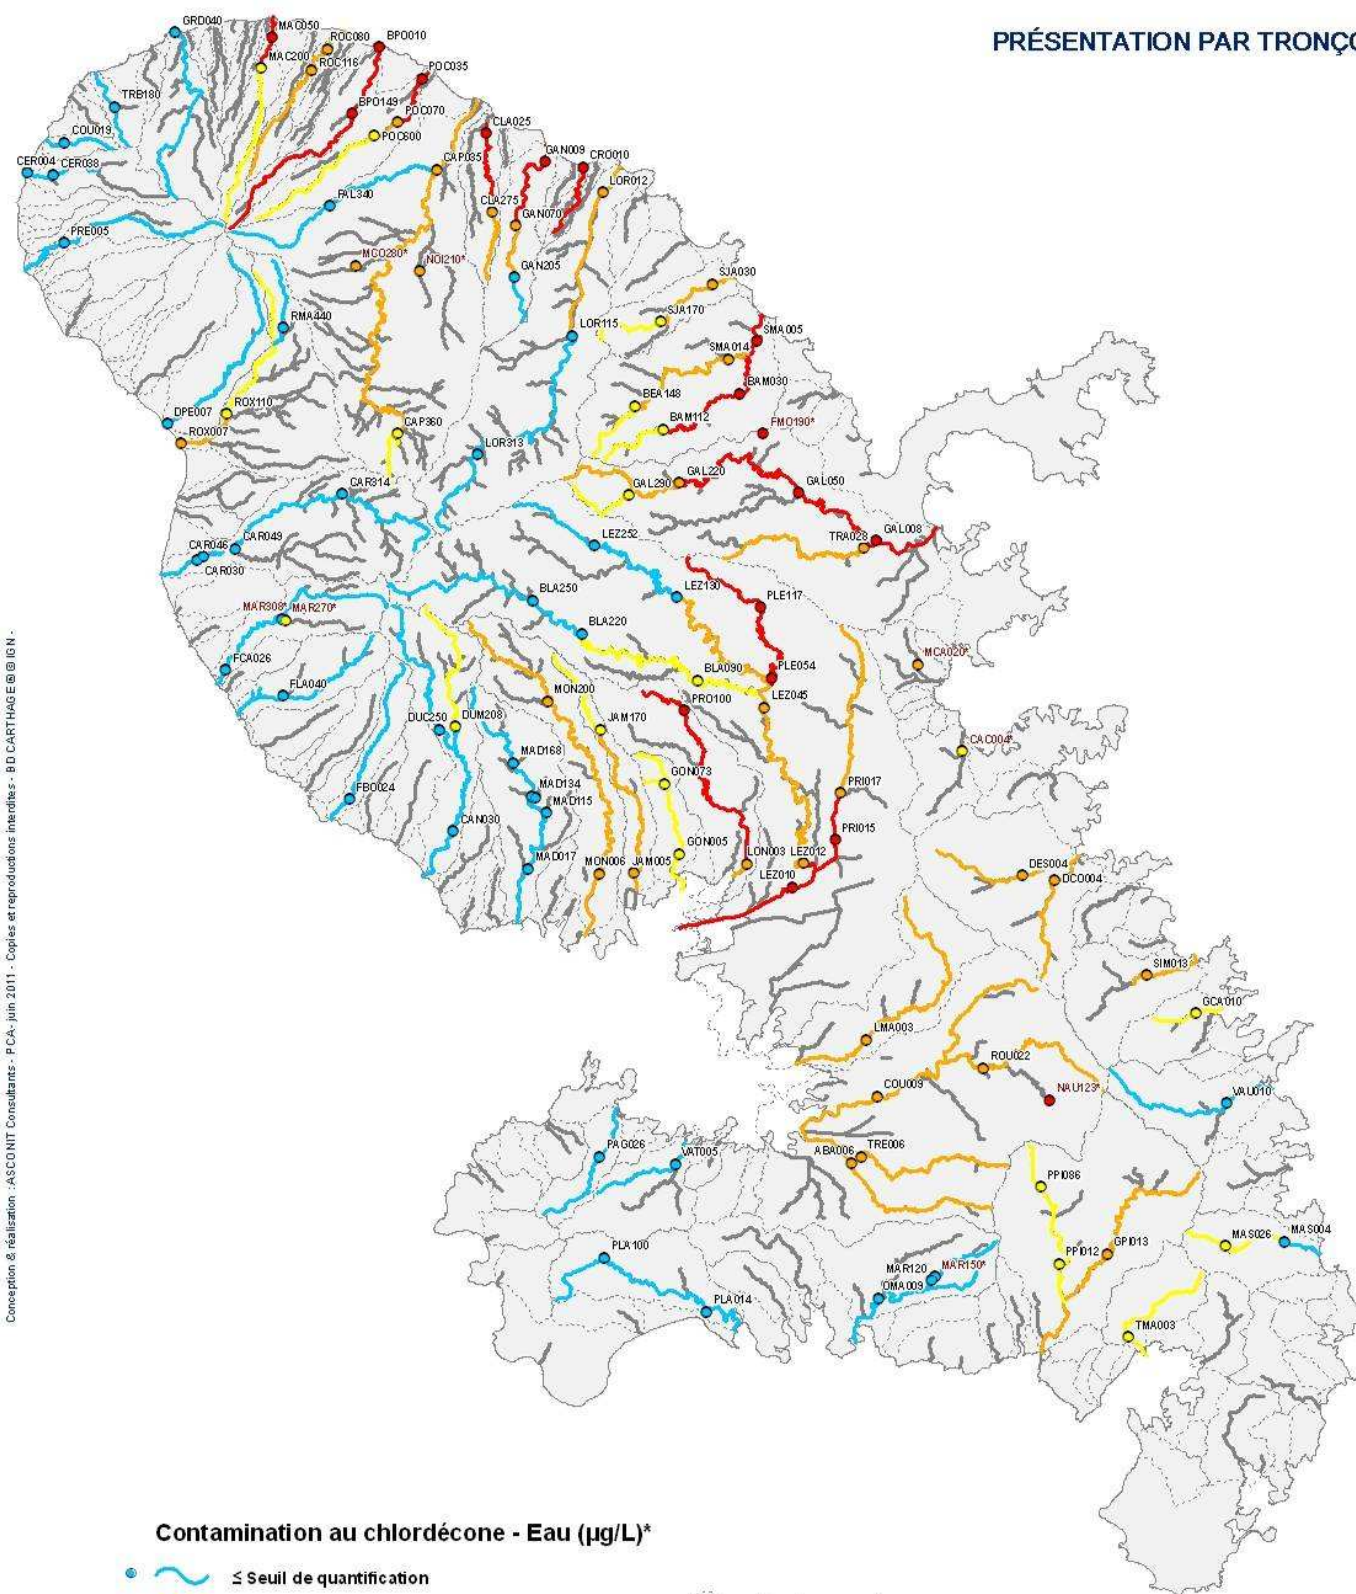 PRÉSENTATION PAR TRONÇO
GRD040
MAC050
ROC080
BPO010
MAC200
ROC116
POC035
TRB180
BPO149
POC070
COU019
POC600
CLA025
CER004
CER038
CAP035
GAN009
CRO010
FAL340
LOR012
CLA275
GAN070
PRE005
MCO280*
NOI210*
GAN205
SJA030
RMA440
LOR115
SJA170
SMA005
SMA014
BEA148
BAM030
DPE007
ROX110
BAM112
FMO190*
ROX007
CAP360
LOR313
CAR314
GAL220
GAL290
GAL050
CAR046
CAR049
LEZ252
TRA028
GAL008
CAR030
BLA250
LEZ130
PLE117
MAR308*
MAR270*
BLA220
FCA026
BLA090
PLE054
MCA020*
FLA040
MON200
PRO100
LEZ045
DUC250
DUM208
JAM170
CAC004*
MAD168
GON073
PRI017
FBO024
MAD134
MAD115
CAN030
PRI015
GON005
MAD017
MON006
JAM005
LON003
LEZ012
LEZ010
DES004
DCO004
SIM013
GCA010
LMA003
ROU022
COU009
NAU123*
VAU010
PAG026
VAT005
ABA006
TRE006
PPI086
PLA100
MAR120
MAR150*
PPI012
GPI013
MAS026
MAS004
OMA009
PLA014
TMA003
Conception & réalisation : ASCONIT Consultants - PCA - juin 2011 - Copies et reproductions interdites - BD CARTHAGE®@IGN -
Contamination au chlordécone - Eau (µg/L)*
≤ Seuil de quantification